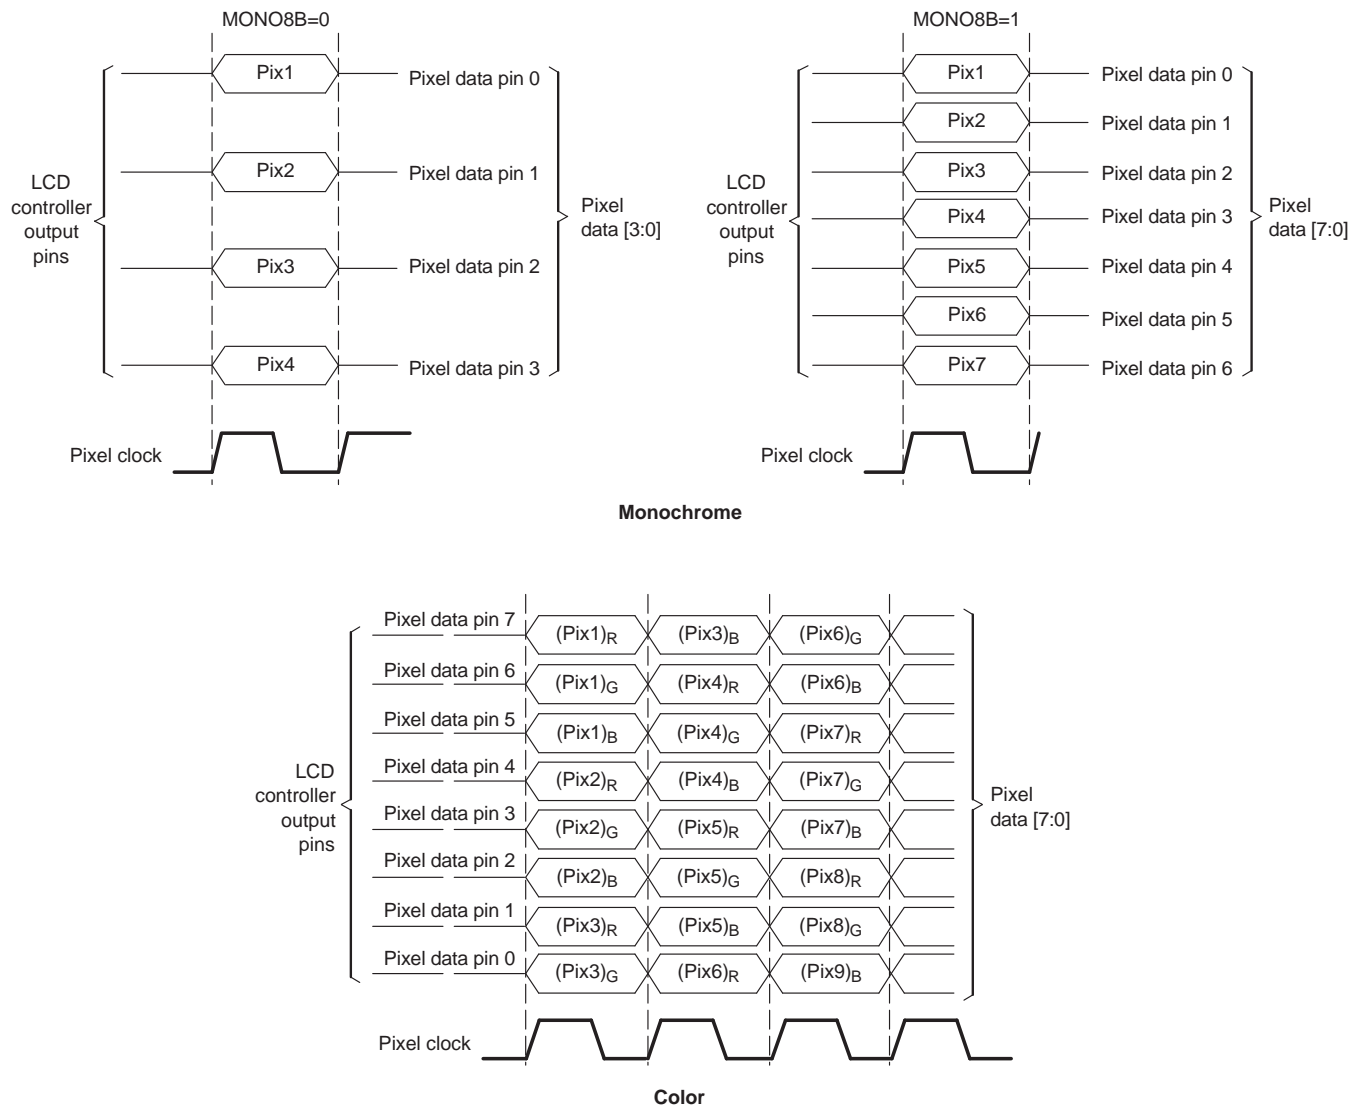 MONO8B=0
LCD
controller
output
pins
Pix1
Pixel data pin 0
Pix2
Pixel data pin 1
Pix3
Pixel data pin 2
Pix4
Pixel data pin 3
Pixel
data [3:0]
Pixel clock
MONO8B=1
LCD
controller
output
pins
Pix1
Pixel data pin 0
Pix2
Pixel data pin 1
Pix3
Pixel data pin 2
Pix4
Pixel data pin 3
Pix5
Pixel data pin 4
Pix6
Pixel data pin 5
Pix7
Pixel data pin 6
Pixel
data [7:0]
Pixel clock
Monochrome
LCD
controller
output
pins
Pixel data pin 7 (Pix1)R (Pix3)B (Pix6)G
Pixel data pin 6 (Pix1)G (Pix4)R (Pix6)B
Pixel data pin 5 (Pix1)B (Pix4)G (Pix7)R
Pixel data pin 4 (Pix2)R (Pix4)B (Pix7)G
Pixel data pin 3 (Pix2)G (Pix5)R (Pix7)B
Pixel data pin 2 (Pix2)B (Pix5)G (Pix8)R
Pixel data pin 1 (Pix3)R (Pix5)B (Pix8)G
Pixel data pin 0 (Pix3)G (Pix6)R (Pix9)B
Pixel
data [7:0]
Pixel clock
Color